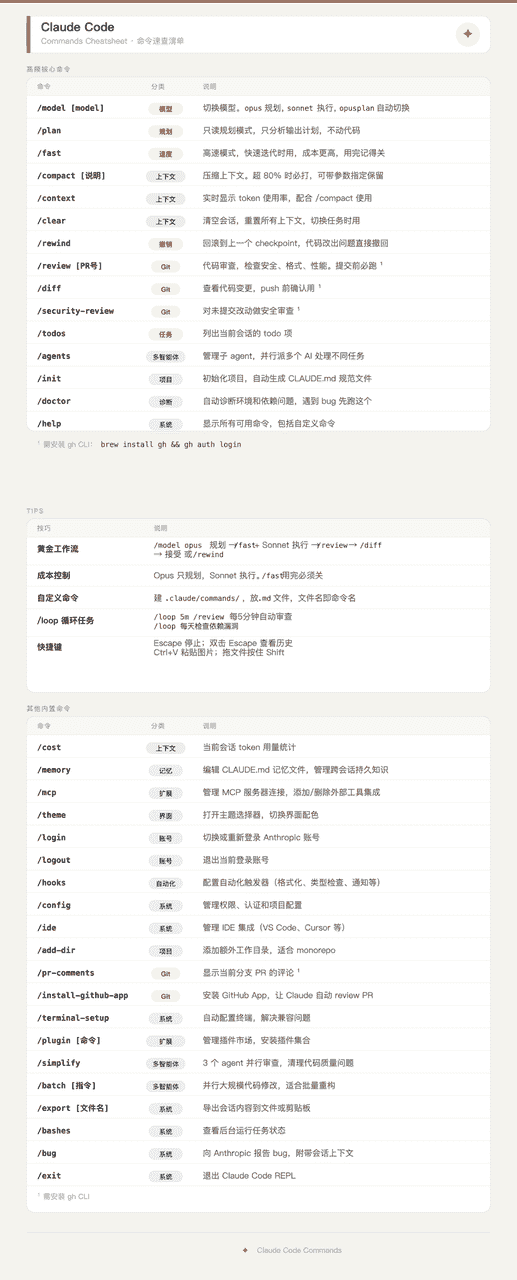 Claude Code
Commands Cheatsheet · 命令速查清单
✦
高频核心命令
命令 分类 说明
/model [model] 模型 切换模型。opus 规划, sonnet 执行, opusplan 自动切换
/plan 规划 只读规划模式，只分析输出计划，不动代码
/fast 速度 高速模式，快速迭代时用，成本更高，用完记得关
/compact [说明] 上下文 压缩上下文。超 80% 时必打，可带参数指定保留
/context 上下文 实时显示 token 使用率，配合 /compact 使用
/clear 上下文 清空会话，重置所有上下文，切换任务时用
/rewind 撤销 回滚到上一个 checkpoint，代码改出问题直接撤回
/review [PR号] Git 代码审查，检查安全、格式、性能。提交前必跑 ¹
/diff Git 查看代码变更，push 前确认用 ¹
/security-review Git 对未提交改动做安全审查 ¹
/todos 任务 列出当前会话的 todo 项
/agents 多智能体 管理子 agent，并行派多个 AI 处理不同任务
/init 项目 初始化项目，自动生成 CLAUDE.md 规范文件
/doctor 诊断 自动诊断环境和依赖问题，遇到 bug 先跑这个
/help 系统 显示所有可用命令，包括自定义命令
¹ 需安装 gh CLI： brew install gh && gh auth login
TIPS
技巧 说明
黄金工作流 /model opus 规划 →/fast+ Sonnet 执行 →/review→ /diff
→ 接受 或/rewind
成本控制 Opus 只规划，Sonnet 执行。/fast用完必须关
自定义命令 建 .claude/commands/ ，放.md 文件，文件名即命令名
/loop 循环任务 /loop 5m /review 每5分钟自动审查
/loop 每天检查依赖漏洞
快捷键 Escape 停止；双击 Escape 查看历史
Ctrl+V 粘贴图片；拖文件按住 Shift
其他内置命令
命令 分类 说明
/cost 上下文 当前会话 token 用量统计
/memory 记忆 编辑 CLAUDE.md 记忆文件，管理跨会话持久知识
/mcp 扩展 管理 MCP 服务器连接，添加/删除外部工具集成
/theme 界面 打开主题选择器，切换界面配色
/login 账号 切换或重新登录 Anthropic 账号
/logout 账号 退出当前登录账号
/hooks 自动化 配置自动化触发器（格式化、类型检查、通知等）
/config 系统 管理权限、认证和项目配置
/ide 系统 管理 IDE 集成（VS Code、Cursor 等）
/add-dir 项目 添加额外工作目录，适合 monorepo
/pr-comments Git 显示当前分支 PR 的评论 ¹
/install-github-app Git 安装 GitHub App，让 Claude 自动 review PR
/terminal-setup 系统 自动配置终端，解决兼容问题
/plugin [命令] 扩展 管理插件市场，安装插件集合
/simplify 多智能体 3 个 agent 并行审查，清理代码质量问题
/batch [指令] 多智能体 并行大规模代码修改，适合批量重构
/export [文件名] 系统 导出会话内容到文件或剪贴板
/bashes 系统 查看后台运行任务状态
/bug 系统 向 Anthropic 报告 bug，附带会话上下文
/exit 系统 退出 Claude Code REPL
¹ 需安装 gh CLI
✦ Claude Code Commands